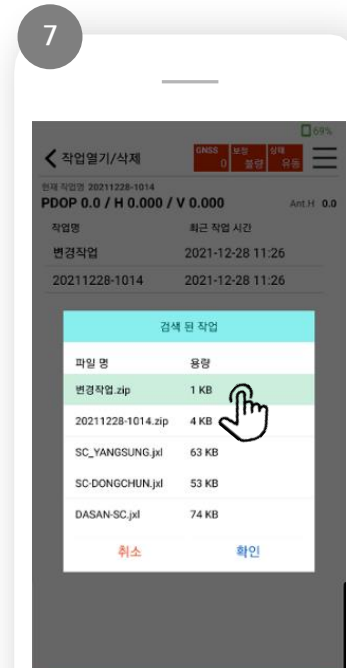 7
69%
작업열기/삭제
GNSS 0 보정 불량 상태 유동
현재 작업명 20211228-1014
PDOP 0.0 / H 0.000 / V 0.000 Ant.H 0.0
작업명 최근 작업 시간
변경작업 2021-12-28 11:26
20211228-1014 2021-12-28 11:26
검색 된 작업
파일 명 용량
변경작업.zip 1 KB
20211228-1014.zip 4 KB
SC_YANGSUNG.jxl 63 KB
SC-DONGCHUN.jxl 53 KB
DASAN-SC.jxl 74 KB
취소 확인